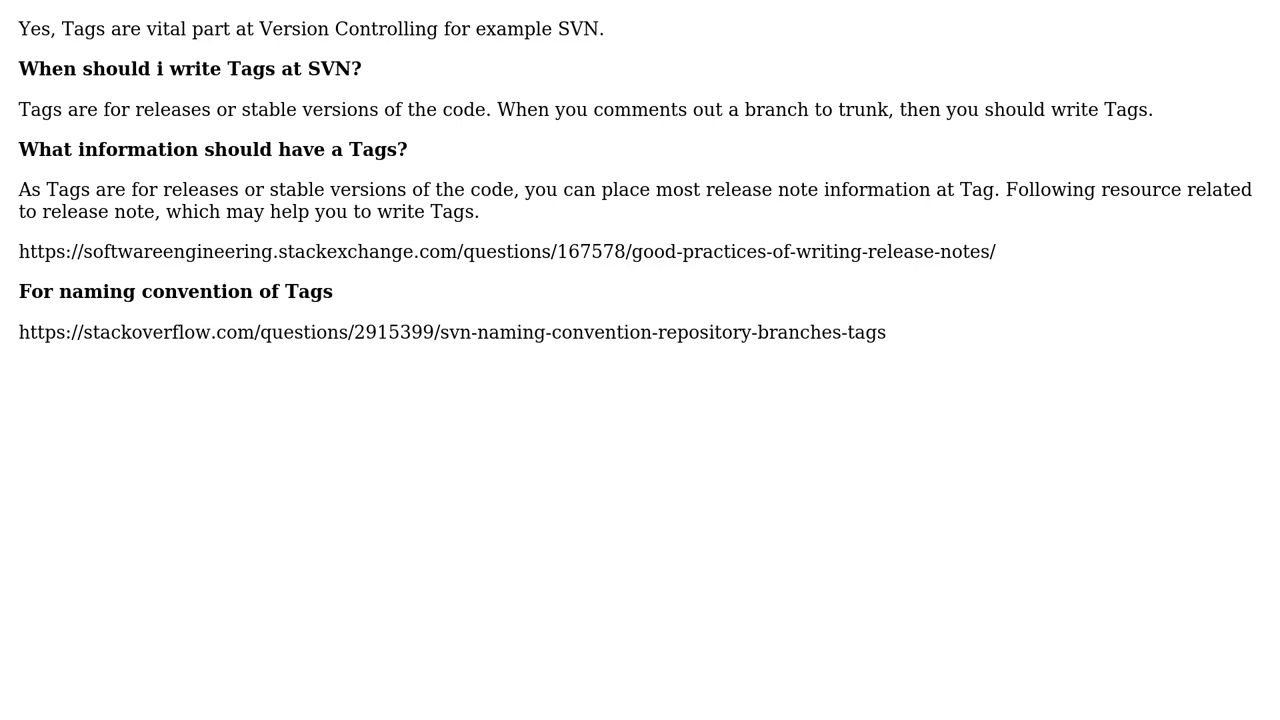 Yes, Tags are vital part at Version Controlling for example SVN.
When should i write Tags at SVN?
Tags are for releases or stable versions of the code. When you comments out a branch to trunk, then you should write Tags.
What information should have a Tags?
As Tags are for releases or stable versions of the code, you can place most release note information at Tag. Following resource related
to release note, which may help you to write Tags.
https://softwareengineering.stackexchange.com/questions/167578/good-practices-of-writing-release-notes/
For naming convention of Tags
https://stackoverflow.com/questions/2915399/svn-naming-convention-repository-branches-tags